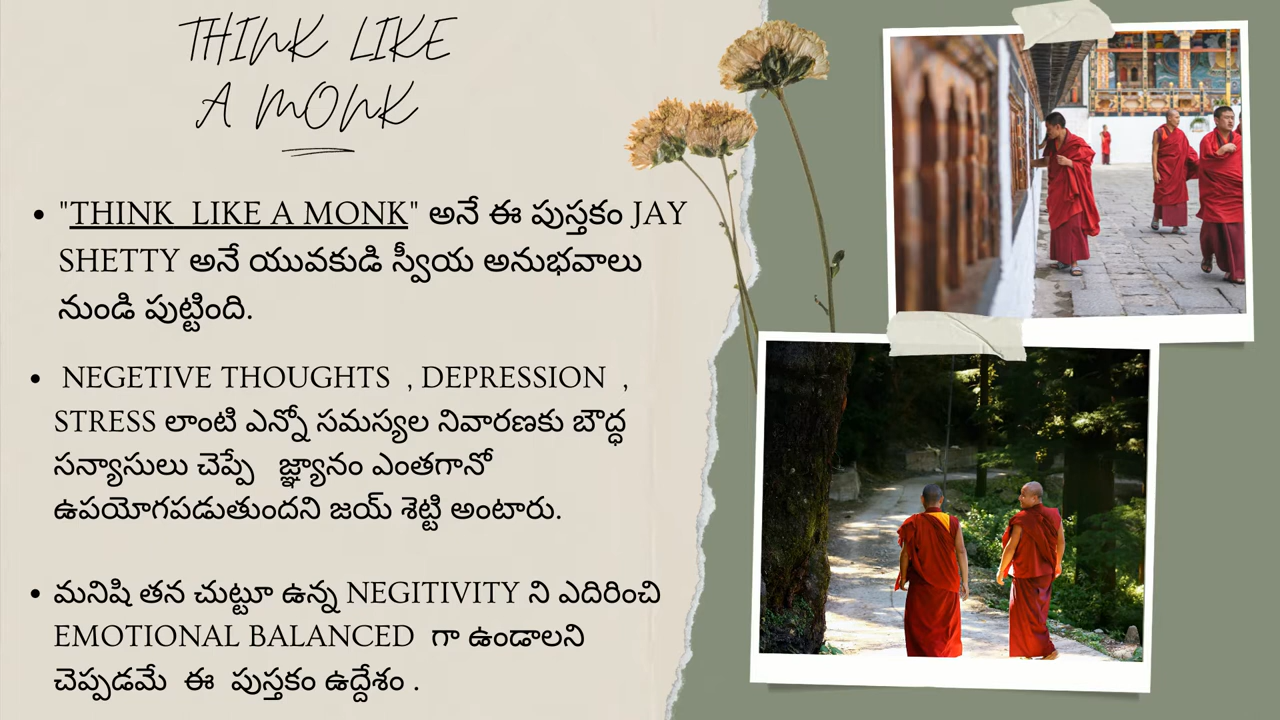 THINK LIKE
A MONK
• "THINK LIKE A MONK" అనే ఈ పుస్తకం JAY
SHETTY అనే యువకుడి స్వీయ అనుభవాలు
నుండి పుట్టింది.
• NEGETIVE THOUGHTS , DEPRESSION ,
STRESS లాంటి ఎన్నో సమస్యల నివారణకు బౌద్ధ
సన్యాసులు చెప్పే జ్ఞ్యానం ఎంతగానో
ఉపయోగపడుతుందని జయ్ శెట్టి అంటారు.
• మనిషి తన చుట్టూ ఉన్న NEGITIVITY ని ఎదిరించి
EMOTIONAL BALANCED గా ఉండాలని
చెప్పడమే ఈ పుస్తకం ఉద్దేశం .